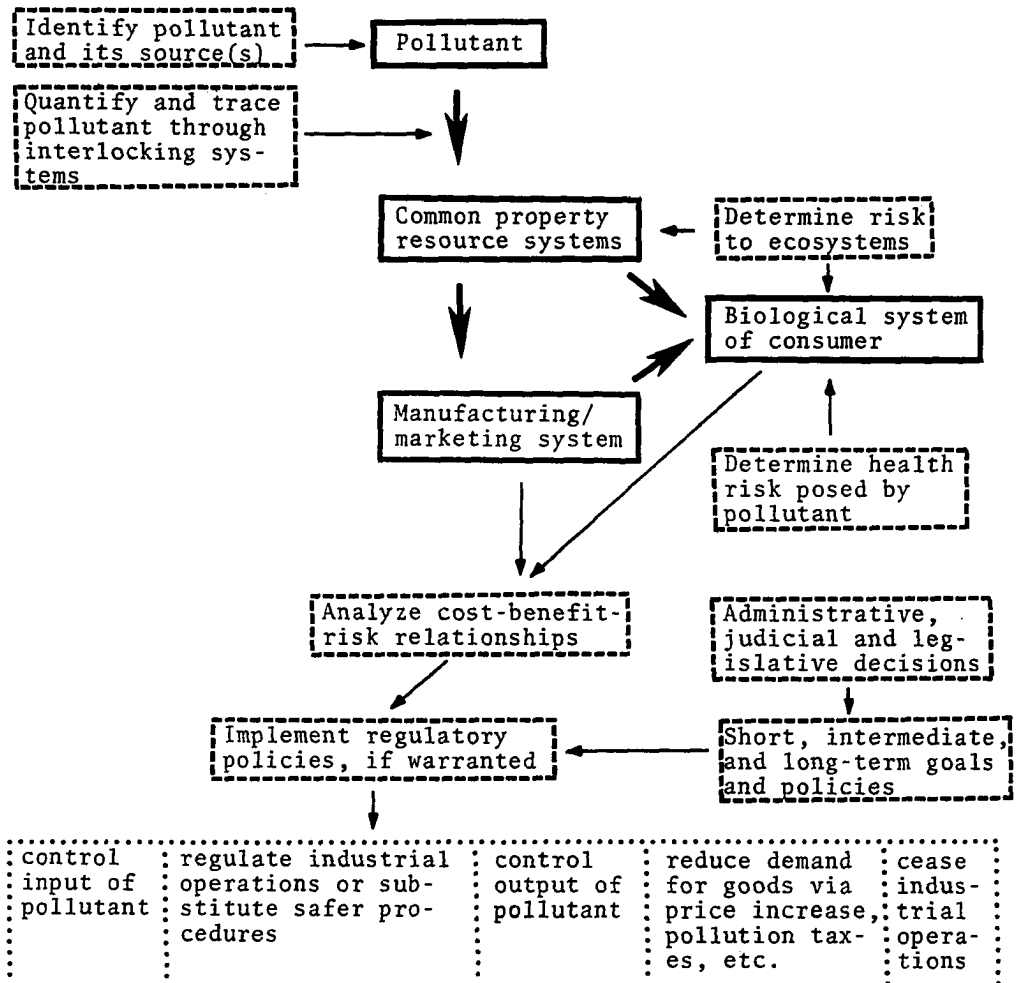 Identify pollutant
and its source(s)
Pollutant
Quantify and trace
pollutant through
interlocking sys-
tems
Common property
resource systems
Determine risk
to ecosystems
Biological system
of consumer
Manufacturing/
marketing system
Determine health
risk posed by
pollutant
Analyze cost-benefit-
risk relationships
Administrative,
judicial and leg-
islative decisions
Implement regulatory
policies, if warranted
Short, intermediate,
and long-term goals
and policies
control
input of
pollutant
regulate industrial
operations or sub-
stitute safer pro-
cedures
control
output of
pollutant
reduce demand
for goods via
price increase,
pollution tax-
es, etc.
cease
indus-
trial
opera-
tions